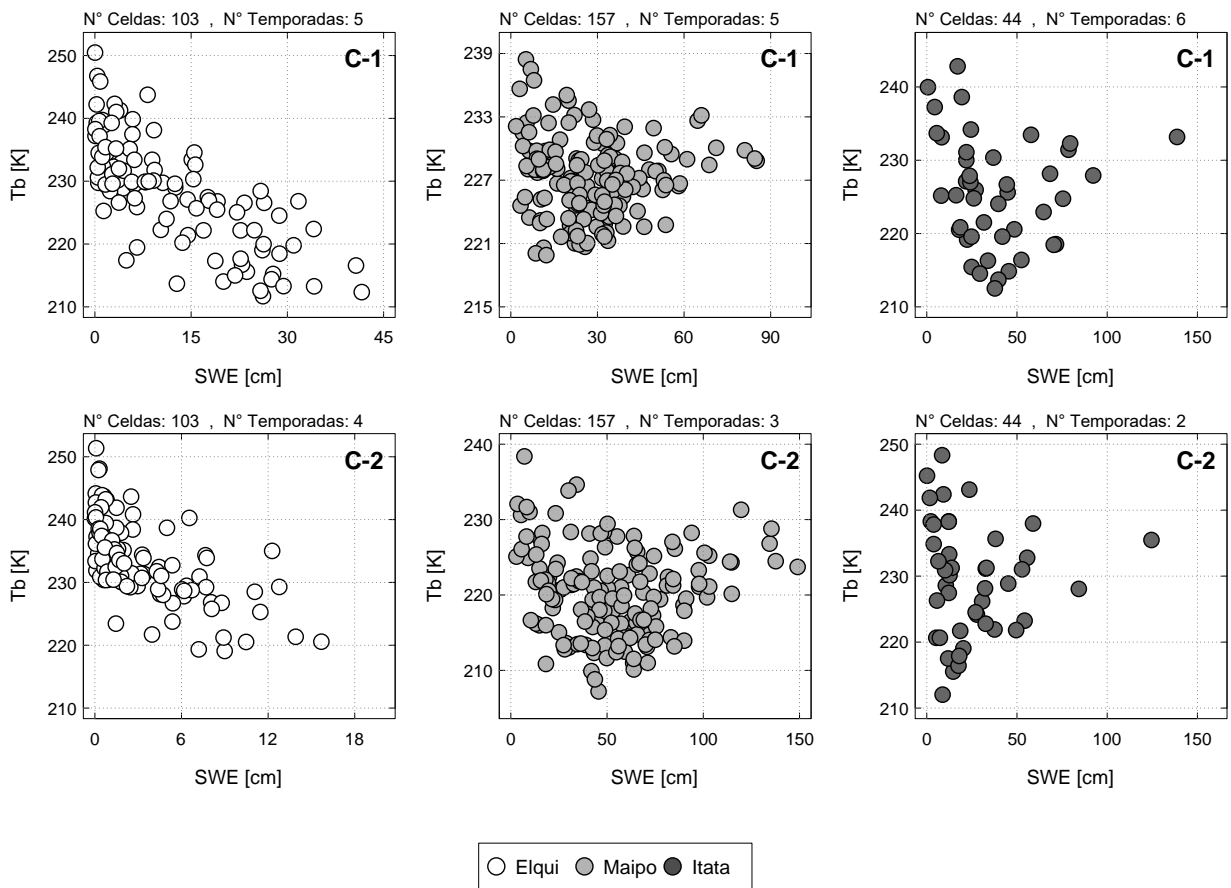 N° Celdas: 103 , N° Temporadas: 5
C-1
250
240
230
220
210
Tb [K]
0 15 30 45
SWE [cm]
N° Celdas: 157 , N° Temporadas: 5
C-1
239
233
227
221
215
Tb [K]
0 30 60 90
SWE [cm]
N° Celdas: 44 , N° Temporadas: 6
C-1
240
230
220
210
Tb [K]
0 50 100 150
SWE [cm]
N° Celdas: 103 , N° Temporadas: 4
C-2
250
240
230
220
210
Tb [K]
0 6 12 18
SWE [cm]
N° Celdas: 157 , N° Temporadas: 3
C-2
240
230
220
210
Tb [K]
0 50 100 150
SWE [cm]
N° Celdas: 44 , N° Temporadas: 2
C-2
250
240
230
220
210
Tb [K]
0 50 100 150
SWE [cm]
Elqui Maipo Itata